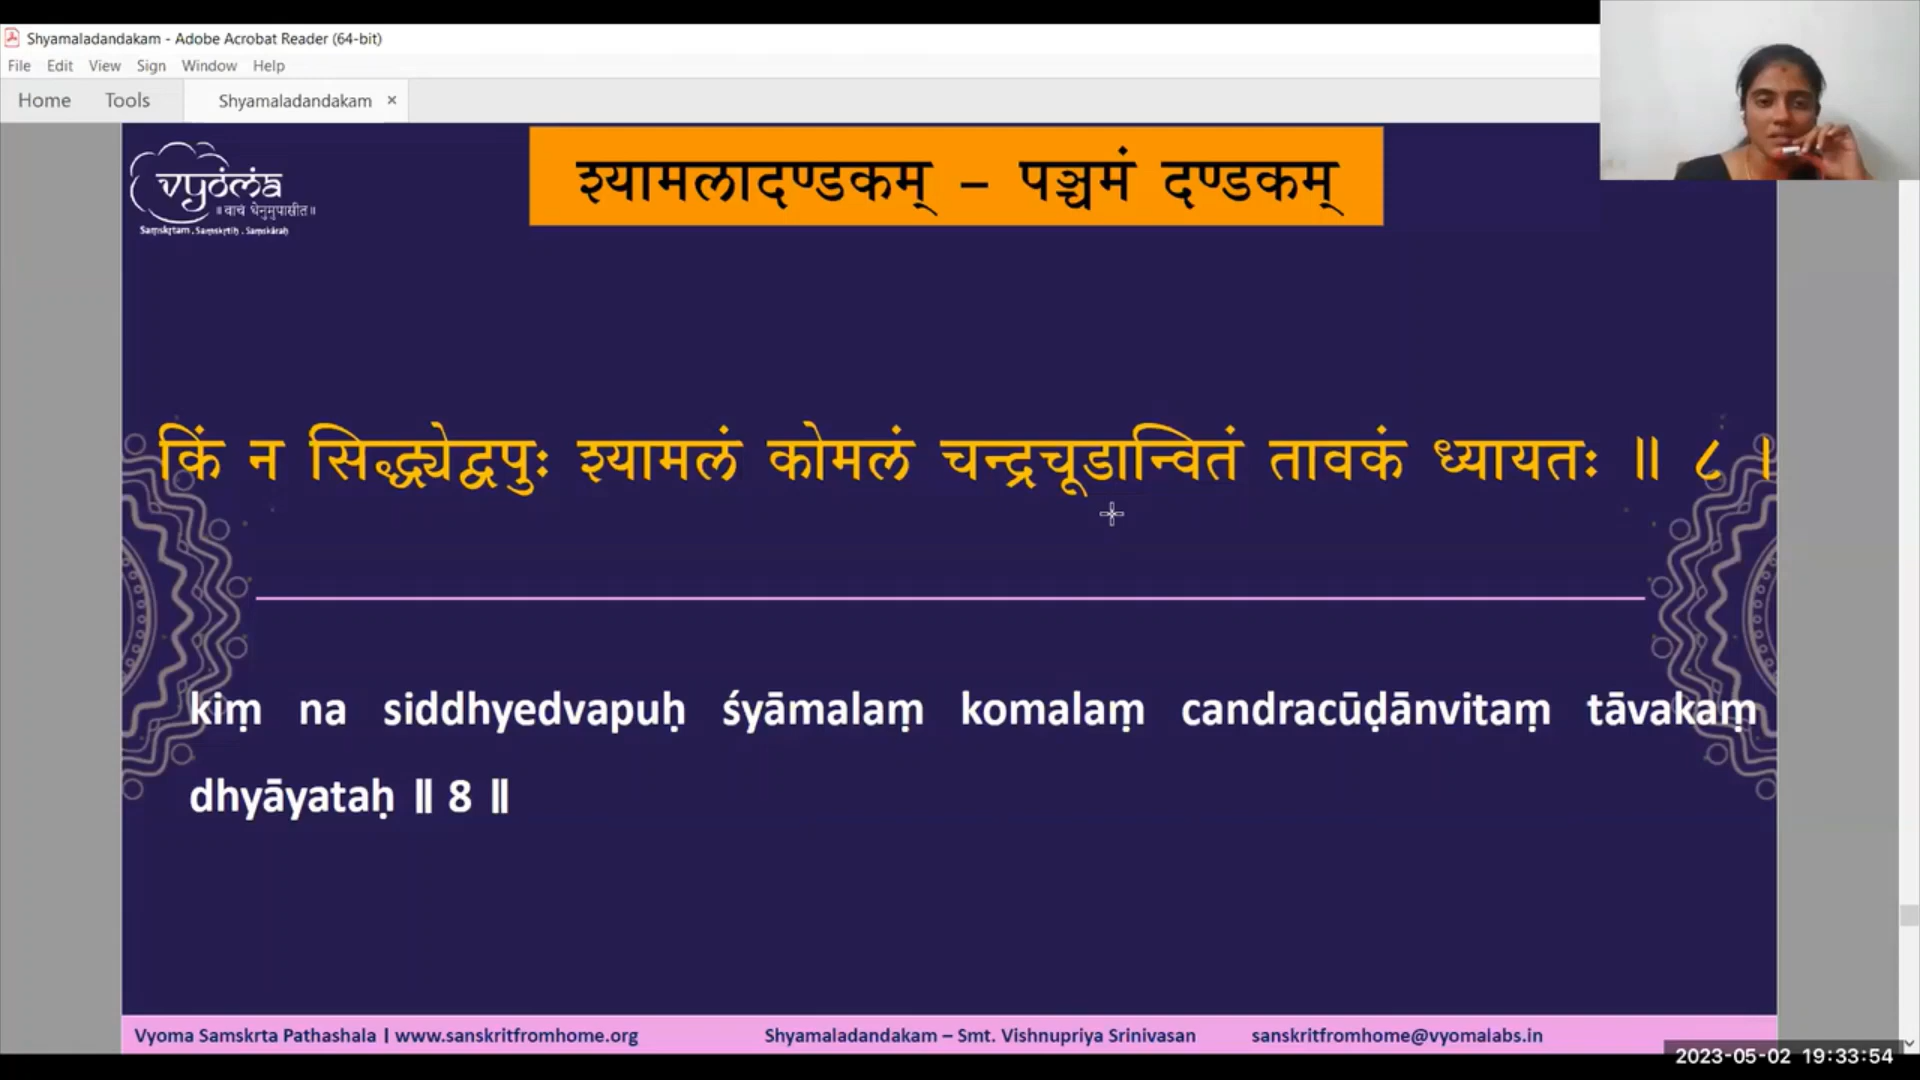 Shyamaladandakam - Adobe Acrobat Reader (64-bit)
File Edit View Sign Window Help
Home Tools Shyamaladandakam ×
vyoma
॥ वाचं धेनुमुपासीत ॥
Saṃskṛtam . Saṃskṛtiḥ . Saṃskāraḥ
श्यामलादण्डकम् – पञ्चमं दण्डकम्
किं न सिद्ध्येद्वपुः श्यामलं कोमलं चन्द्रचूडान्वितं तावकं ध्यायतः ॥ ८ ।
kiṃ na siddhyedvapuḥ śyāmalaṃ komalaṃ candracūḍānvitaṃ tāvakaṃ
dhyāyataḥ ॥ 8 ॥
Vyoma Samskrta Pathashala | www.sanskritfromhome.org Shyamaladandakam – Smt. Vishnupriya Srinivasan sanskritfromhome@vyomalabs.in
2023-05-02 19:33:54